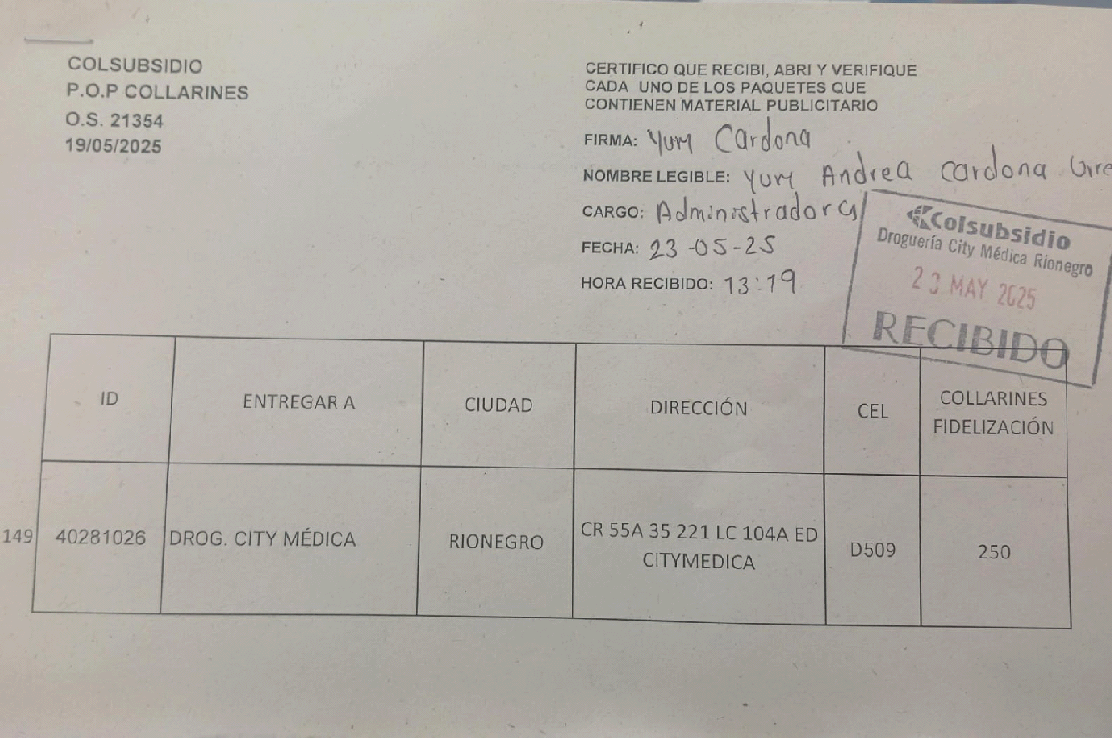 COLSUBSIDIO
P.O.P COLLARINES
O.S. 21354
19/05/2025
CERTIFICO QUE RECIBI, ABRI Y VERIFIQUE
CADA UNO DE LOS PAQUETES QUE
CONTIENEN MATERIAL PUBLICITARIO
FIRMA: Yury Cardona
NOMBRE LEGIBLE: Yury Andrea Cardona
CARGO: Administradora
FECHA: 23-05-25
HORA RECIBIDO: 13:19
Colsubsidio
Droguería City Médica Rionegro
MAY 2025
RECIBIDO
ID ENTREGAR A CIUDAD DIRECCIÓN CEL COLLARINES
FIDELIZACIÓN
149 40281026 DROG. CITY MÉDICA RIONEGRO CR 55A 35 221 LC 104A ED D509 250
CITYMEDICA